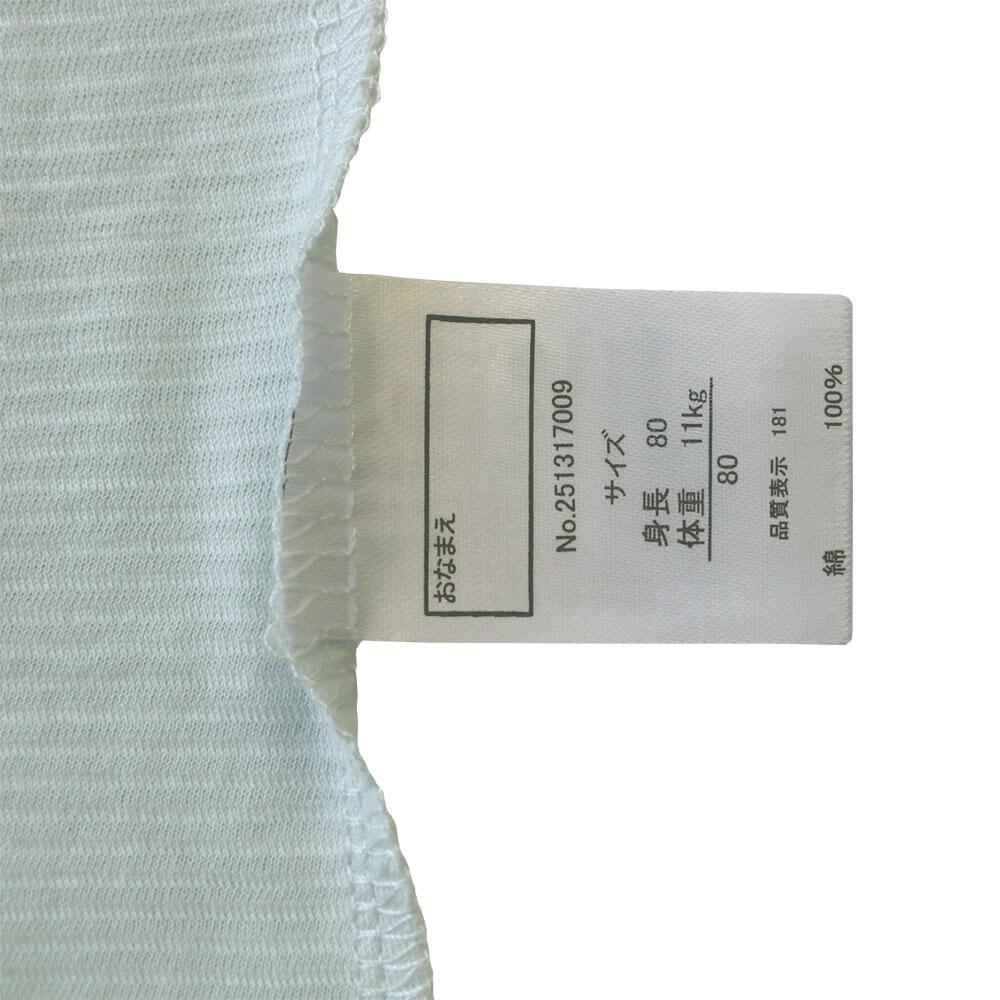 おなまえ
No.251317009
サイズ
身長 80
体重 11kg
80
品質表示 181
綿 100%